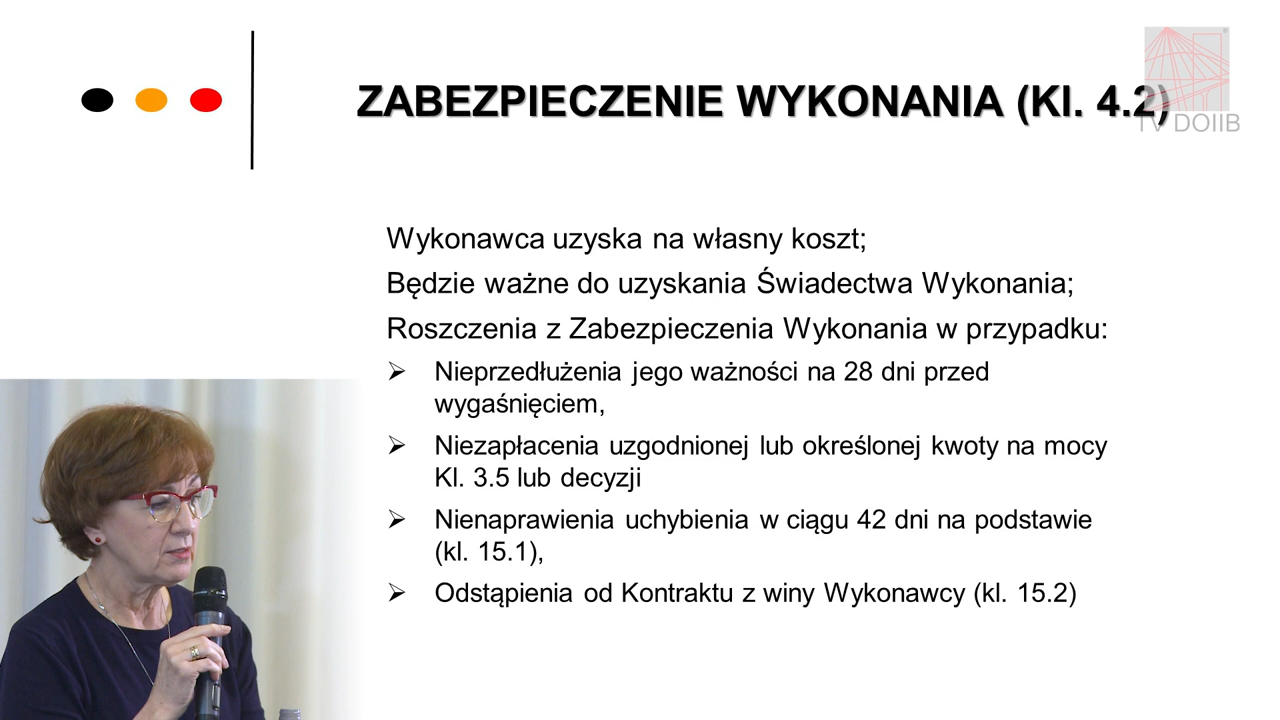 ZABEZPIECZENIE WYKONANIA (Kl. 4.2)
TV DOIIB
Wykonawca uzyska na własny koszt;
Będzie ważne do uzyskania Świadectwa Wykonania;
Roszczenia z Zabezpieczenia Wykonania w przypadku:
Nieprzedłużenia jego ważności na 28 dni przed
wygaśnięciem,
Niezapłacenia uzgodnionej lub określonej kwoty na mocy
Kl. 3.5 lub decyzji
Nienaprawienia uchybienia w ciągu 42 dni na podstawie
(kl. 15.1),
Odstąpienia od Kontraktu z winy Wykonawcy (kl. 15.2)